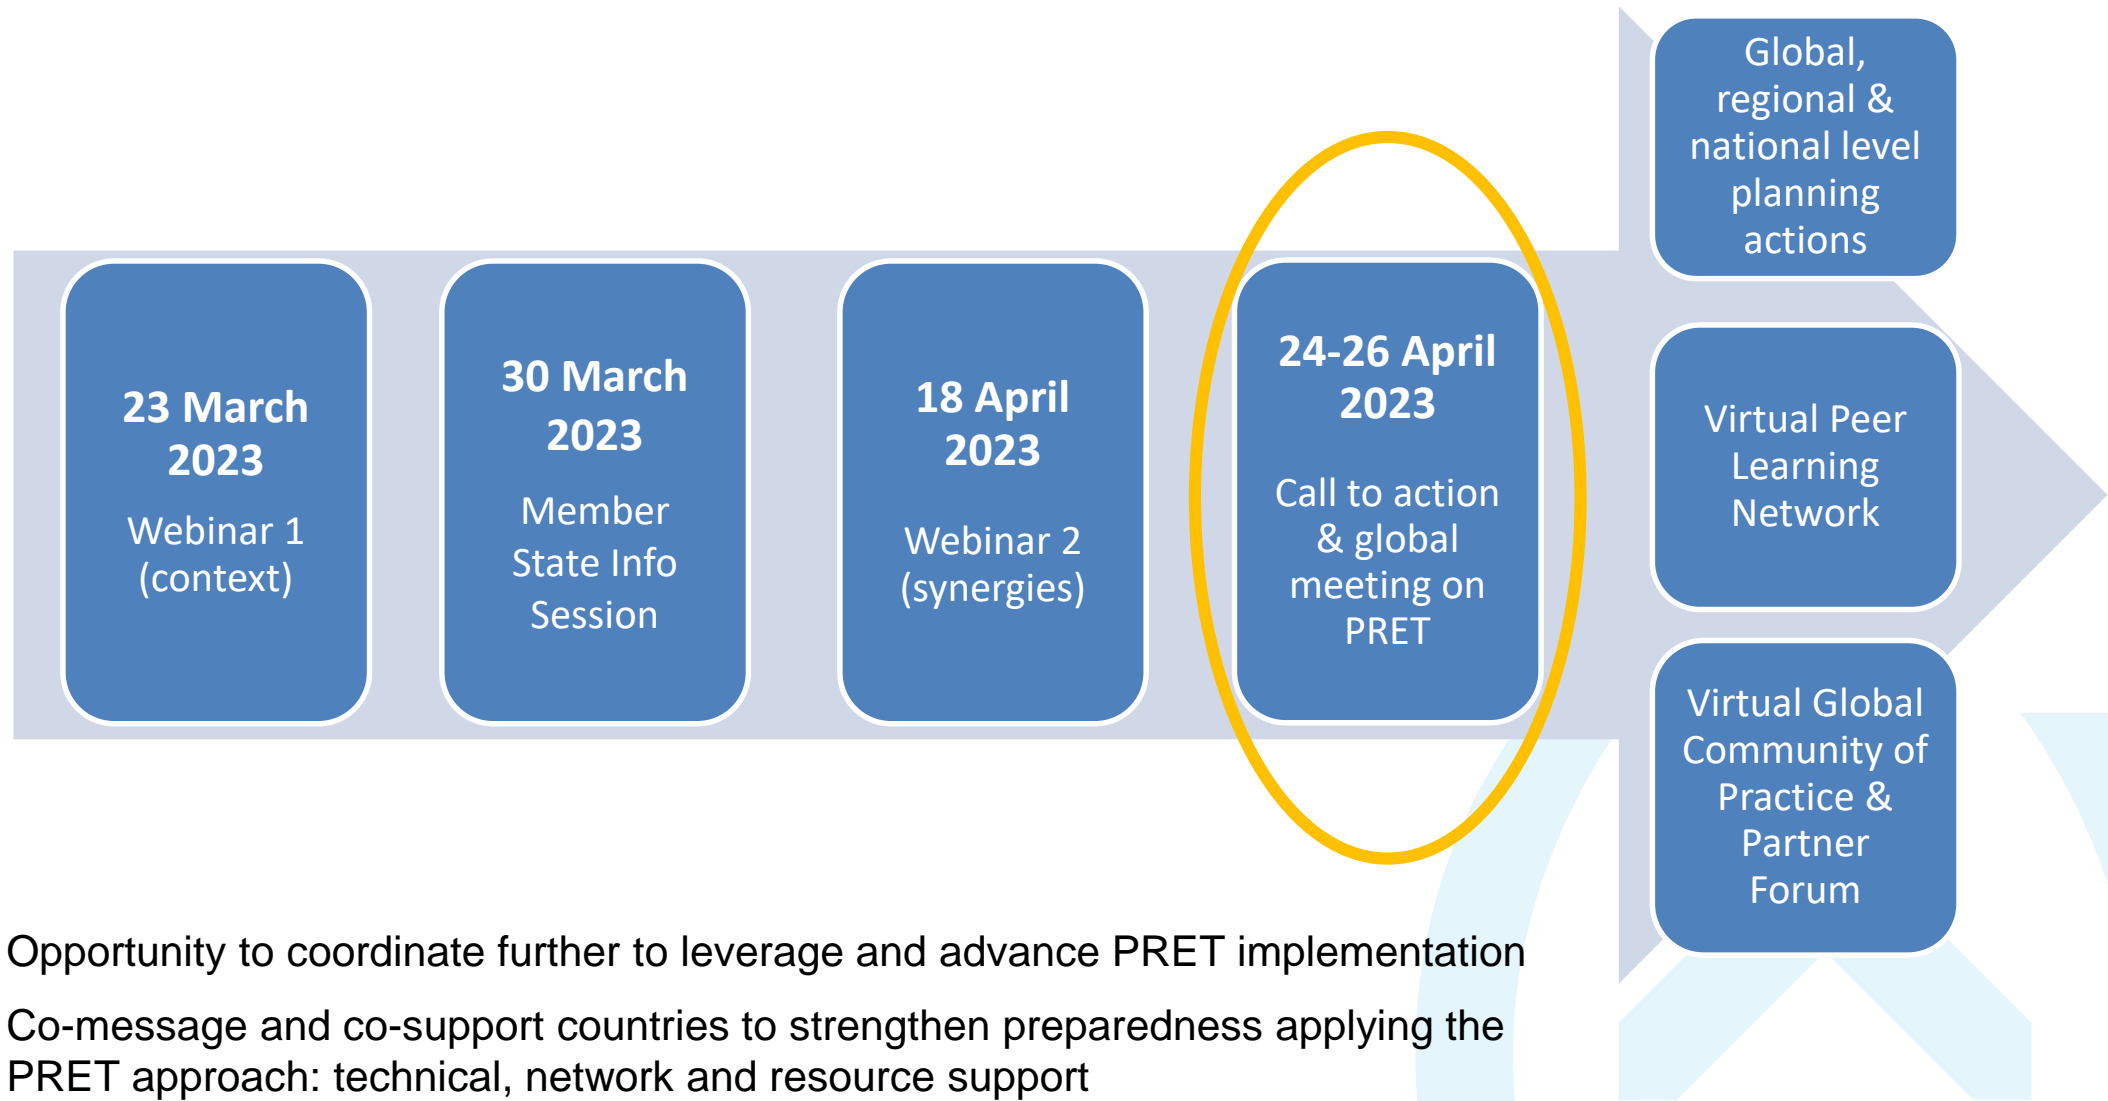 23 March
2023
Webinar 1
(context)
30 March
2023
Member
State Info
Session
18 April
2023
Webinar 2
(synergies)
24-26 April
2023
Call to action
& global
meeting on
PRET
Global,
regional &
national level
planning
actions
Virtual Peer
Learning
Network
Virtual Global
Community of
Practice &
Partner
Forum
Opportunity to coordinate further to leverage and advance PRET implementation
Co-message and co-support countries to strengthen preparedness applying the
PRET approach: technical, network and resource support